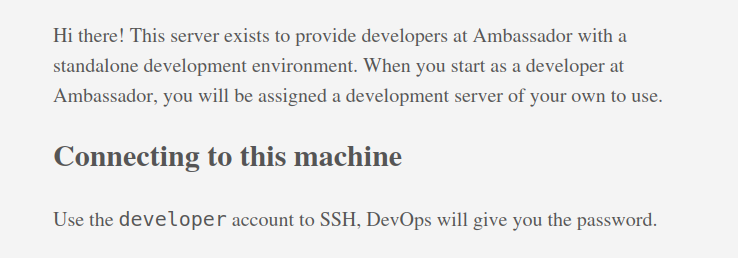 Hi there! This server exists to provide developers at Ambassador with a
standalone development environment. When you start as a developer at
Ambassador, you will be assigned a development server of your own to use.
Connecting to this machine
Use the developer account to SSH, DevOps will give you the password.